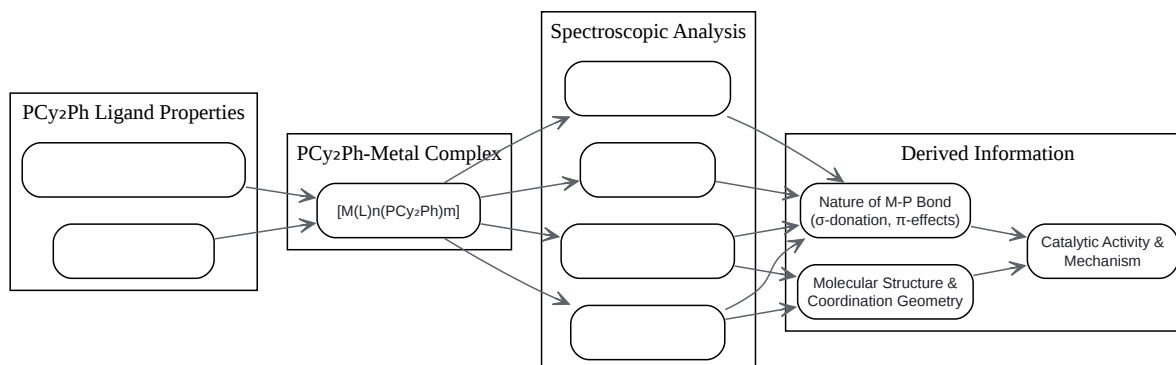 Spectroscopic Analysis
PCy₂Ph Ligand Properties
PCy₂Ph-Metal Complex
[M(L)n(PCy₂Ph)m]
Derived Information
Nature of M-P Bond
(σ-donation, π-effects)
Molecular Structure &
Coordination Geometry
Catalytic Activity &
Mechanism